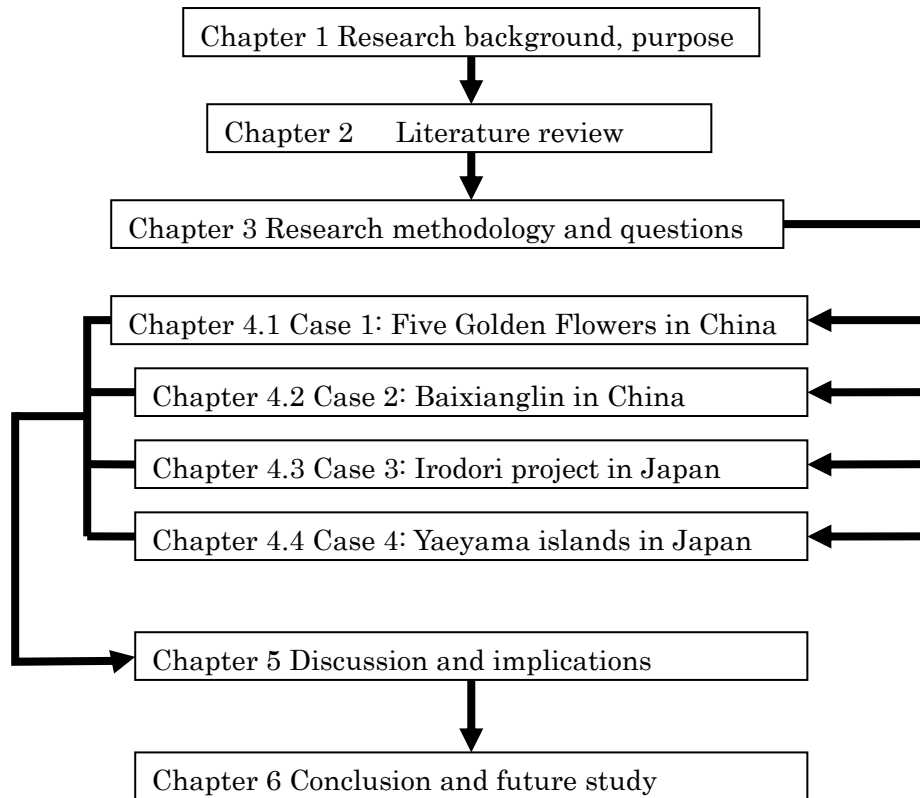 Chapter 1 Research background, purpose
Chapter 2 Literature review
Chapter 3 Research methodology and questions
Chapter 4.1 Case 1: Five Golden Flowers in China
Chapter 4.2 Case 2: Baixianglin in China
Chapter 4.3 Case 3: Irodori project in Japan
Chapter 4.4 Case 4: Yaeyama islands in Japan
Chapter 5 Discussion and implications
Chapter 6 Conclusion and future study